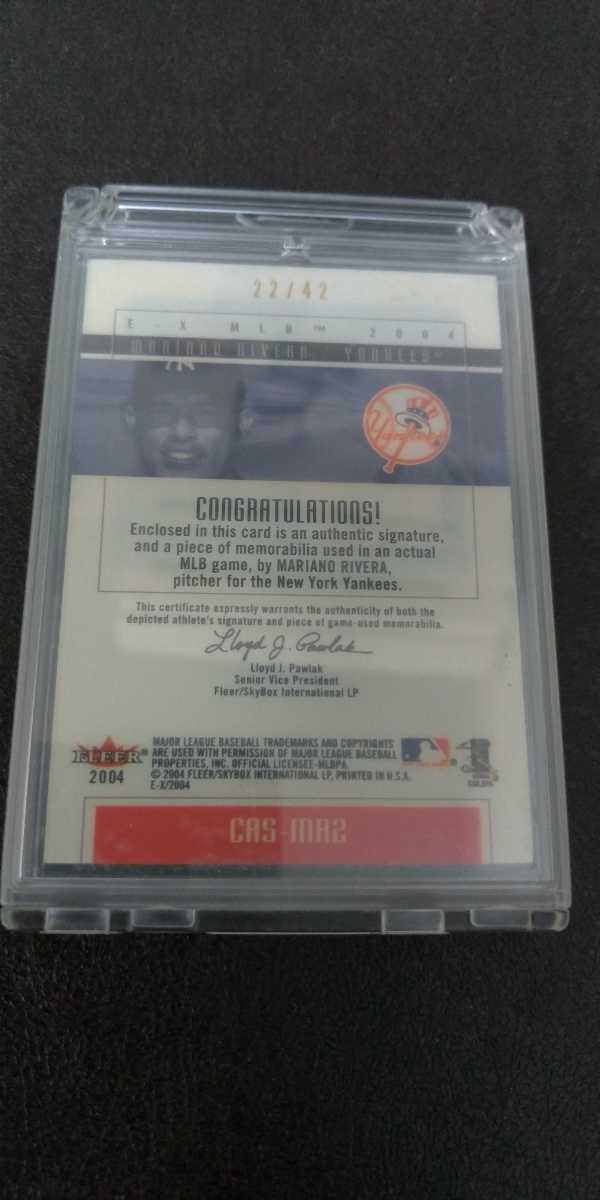 22/42
E-X MLB™ 2004
MARIANO RIVERA / YANKEES®
NY
Yankees
CONGRATULATIONS!
Enclosed in this card is an authentic signature,
and a piece of memorabilia used in an actual
MLB game, by MARIANO RIVERA,
pitcher for the New York Yankees.
This certificate expressly warrants the authenticity of both the
depicted athlete's signature and piece of game-used memorabilia.
Lloyd J. Pawlak
Lloyd J. Pawlak
Senior Vice President
Fleer/SkyBox International LP
FLEER®
2004
MAJOR LEAGUE BASEBALL TRADEMARKS AND COPYRIGHTS
ARE USED WITH PERMISSION OF MAJOR LEAGUE BASEBALL
PROPERTIES, INC. OFFICIAL LICENSEE-MLBPA
© 2004 FLEER/SKYBOX INTERNATIONAL LP, PRINTED IN U.S.A.
E-X/2004
CAS-MR2